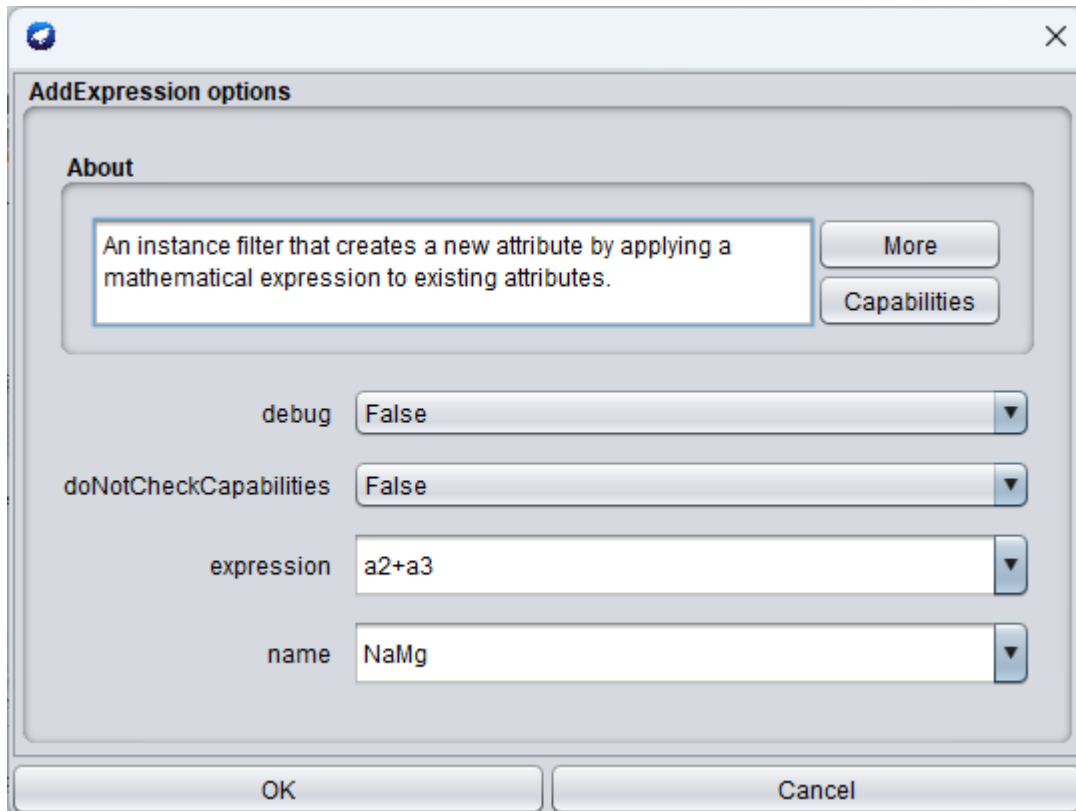 AddExpression options
About
An instance filter that creates a new attribute by applying a
mathematical expression to existing attributes.
More
Capabilities
debug False
doNotCheckCapabilities False
expression a2+a3
name NaMg
OK Cancel